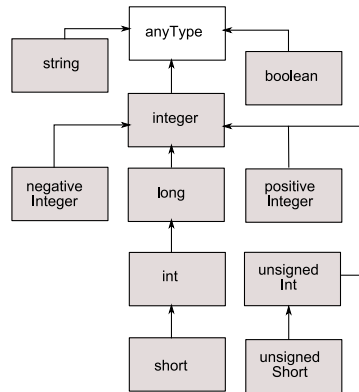 anyType
string
boolean
integer
negative
Integer
long
positive
Integer
int
unsigned
Int
short
unsigned
Short